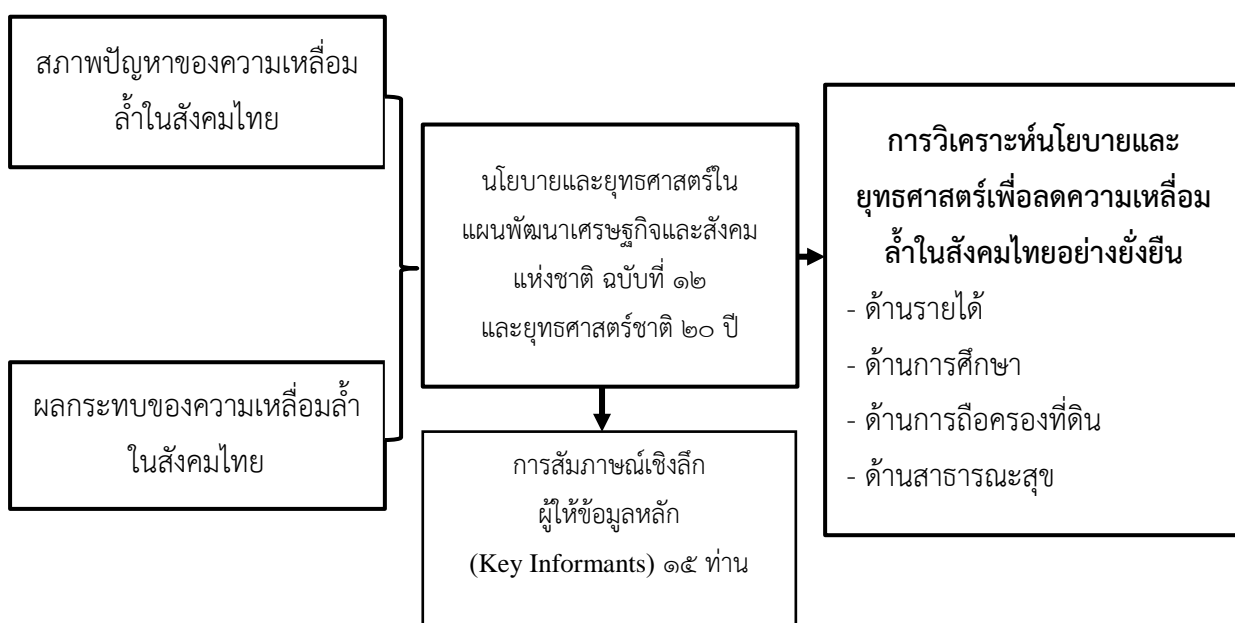 สภาพปัญหาของความเหลื่อม
ล้ำในสังคมไทย
ผลกระทบของความเหลื่อมล้ำ
ในสังคมไทย
นโยบายและยุทธศาสตร์ใน
แผนพัฒนาเศรษฐกิจและสังคม
แห่งชาติ ฉบับที่ ๑๒
และยุทธศาสตร์ชาติ ๒๐ ปี
การสัมภาษณ์เชิงลึก
ผู้ให้ข้อมูลหลัก
(Key Informants) ๑๕ ท่าน
การวิเคราะห์นโยบายและ
ยุทธศาสตร์เพื่อลดความเหลื่อม
ล้ำในสังคมไทยอย่างยั่งยืน
- ด้านรายได้
- ด้านการศึกษา
- ด้านการถือครองที่ดิน
- ด้านสาธารณะสุข